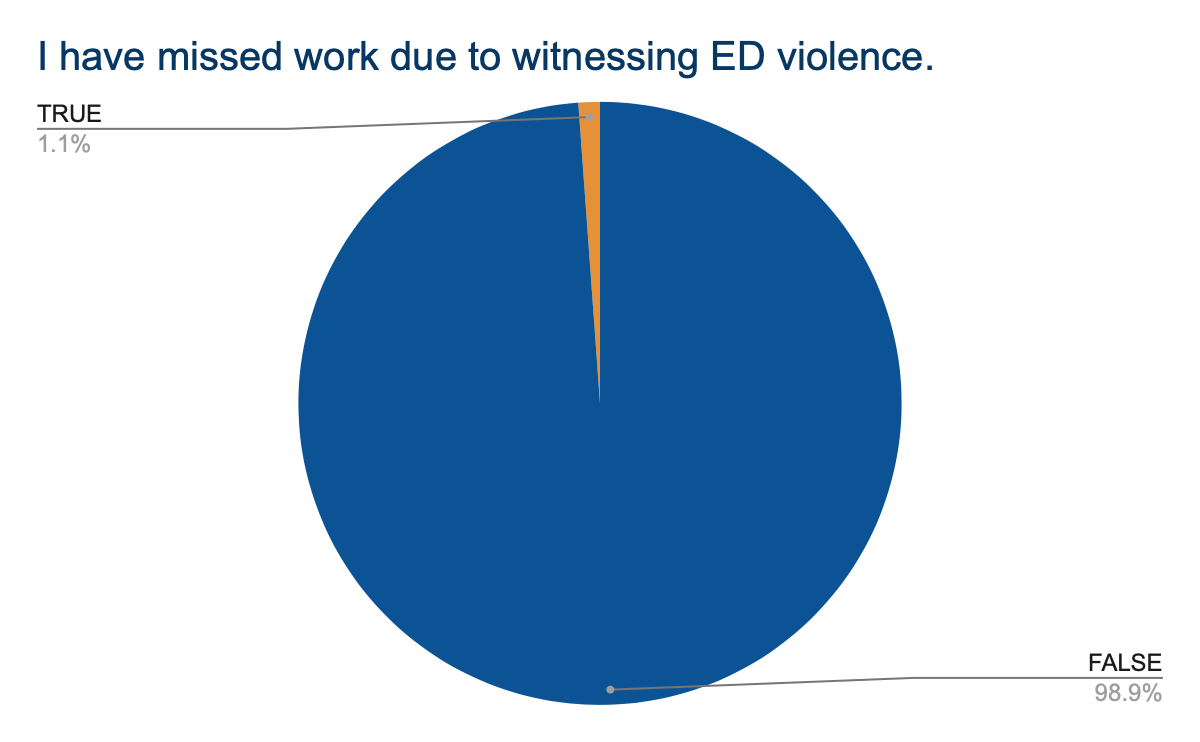 I have missed work due to witnessing ED violence.
TRUE
1.1%
FALSE
98.9%